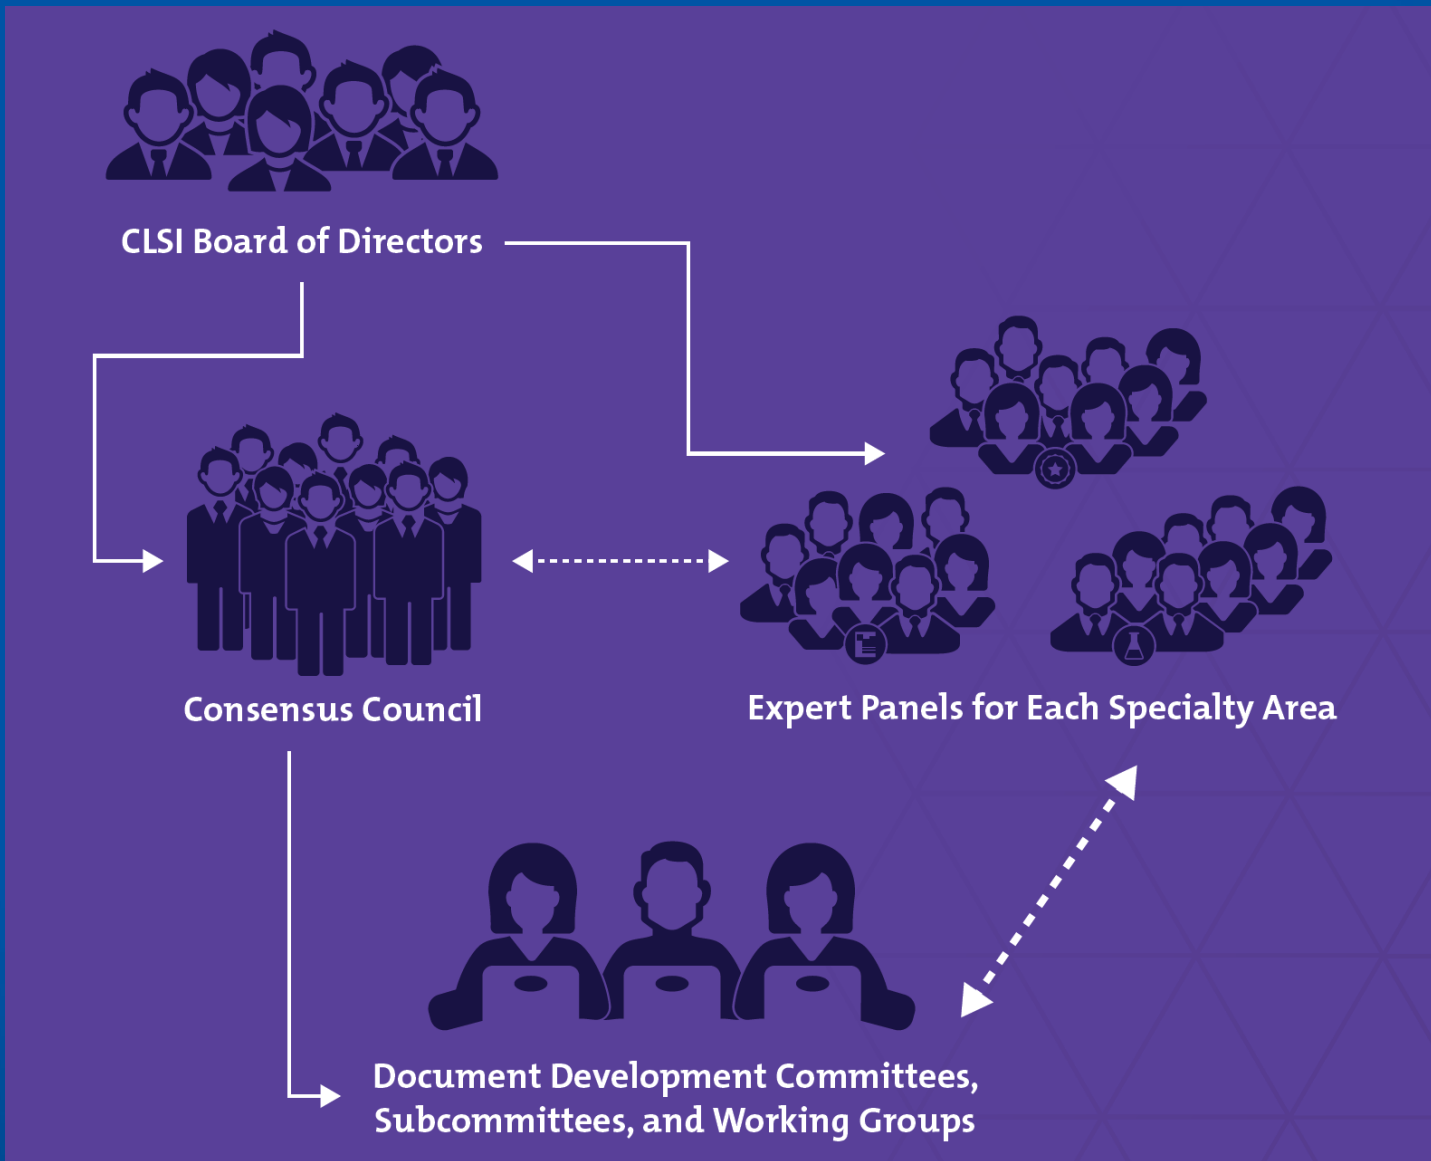 CLSI Board of Directors
Consensus Council
Expert Panels for Each Specialty Area
Document Development Committees,
Subcommittees, and Working Groups